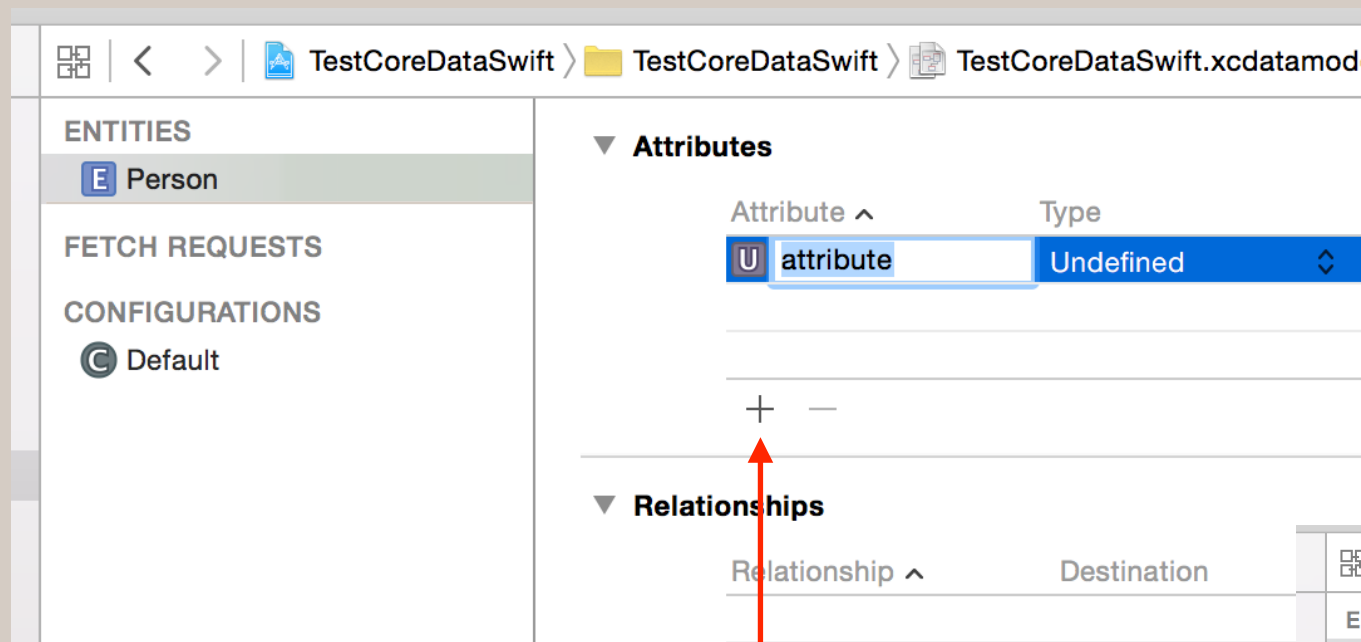 TestCoreDataSwift TestCoreDataSwift TestCoreDataSwift.xcdatamod
ENTITIES
E Person
FETCH REQUESTS
CONFIGURATIONS
C Default
Attributes
Attribute Type
U attribute Undefined
+ −
Relationships
Relationship Destination
E